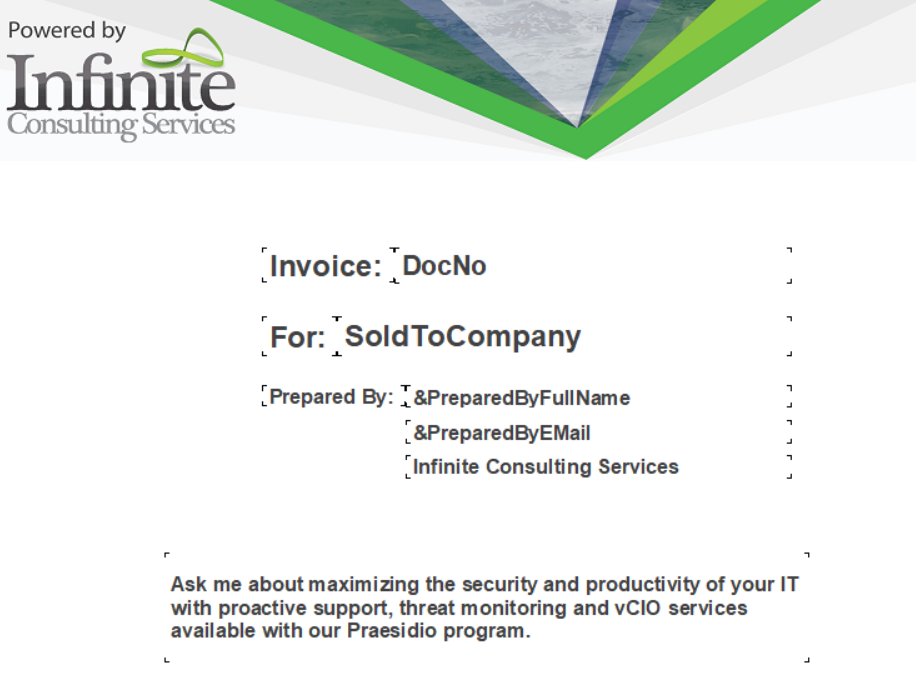 Powered by
Infinite
Consulting Services
Invoice: DocNo
For: SoldToCompany
Prepared By: &PreparedByFullName
&PreparedByEMail
Infinite Consulting Services
Ask me about maximizing the security and productivity of your IT
with proactive support, threat monitoring and vCIO services
available with our Praesidio program.